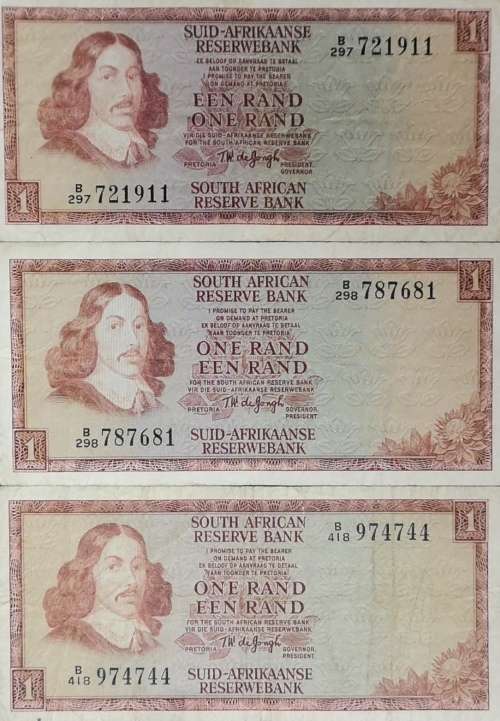 SUID-AFRIKAANSE
RESERWEBANK
B/297 721911
1
EK BELOOF OP AANVRAAG TE BETAAL
AAN TOONDER TE PRETORIA
I PROMISE TO PAY THE BEARER
ON DEMAND AT PRETORIA
EEN RAND
ONE RAND
VIR DIE SUID-AFRIKAANSE RESERWEBANK
FOR THE SOUTH AFRICAN RESERVE BANK
PRETORIA T.W. de Jongh PRESIDENT
GOVERNOR
1 B/297 721911
SOUTH AFRICAN
RESERVE BANK
SOUTH AFRICAN
RESERVE BANK
B/298 787681
1
I PROMISE TO PAY THE BEARER
ON DEMAND AT PRETORIA
EK BELOOF OP AANVRAAG TE BETAAL
AAN TOONDER TE PRETORIA
ONE RAND
EEN RAND
FOR THE SOUTH AFRICAN RESERVE BANK
VIR DIE SUID-AFRIKAANSE RESERWEBANK
PRETORIA T.W. de Jongh GOVERNOR
PRESIDENT
1 B/298 787681
SUID-AFRIKAANSE
RESERWEBANK
SOUTH AFRICAN
RESERVE BANK
B/418 974744
1
I PROMISE TO PAY THE BEARER
ON DEMAND AT PRETORIA
EK BELOOF OP AANVRAAG TE BETAAL
AAN TOONDER TE PRETORIA
ONE RAND
EEN RAND
FOR THE SOUTH AFRICAN RESERVE BANK
VIR DIE SUID-AFRIKAANSE RESERWEBANK
PRETORIA T.W. de Jongh GOVERNOR
PRESIDENT
1 B/418 974744
SUID-AFRIKAANSE
RESERWEBANK